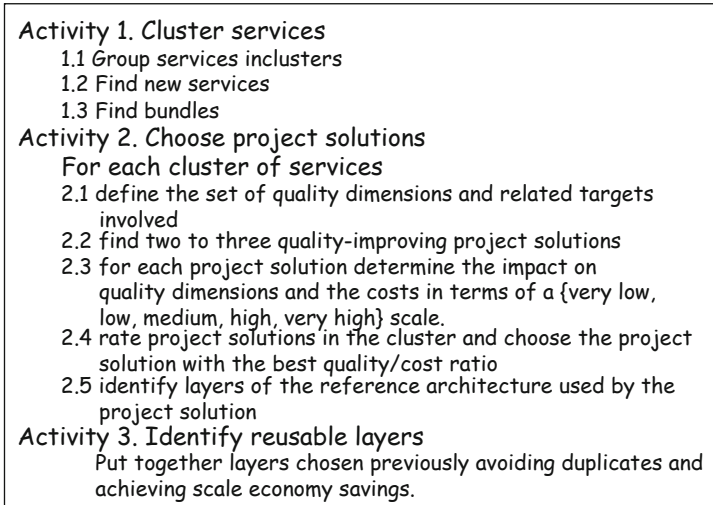 Activity 1. Cluster services
1.1 Group services inclusters
1.2 Find new services
1.3 Find bundles
Activity 2. Choose project solutions
For each cluster of services
2.1 define the set of quality dimensions and related targets
involved
2.2 find two to three quality-improving project solutions
2.3 for each project solution determine the impact on
quality dimensions and the costs in terms of a {very low,
low, medium, high, very high} scale.
2.4 rate project solutions in the cluster and choose the project
solution with the best quality/cost ratio
2.5 identify layers of the reference architecture used by the
project solution
Activity 3. Identify reusable layers
Put together layers chosen previously avoiding duplicates and
achieving scale economy savings.